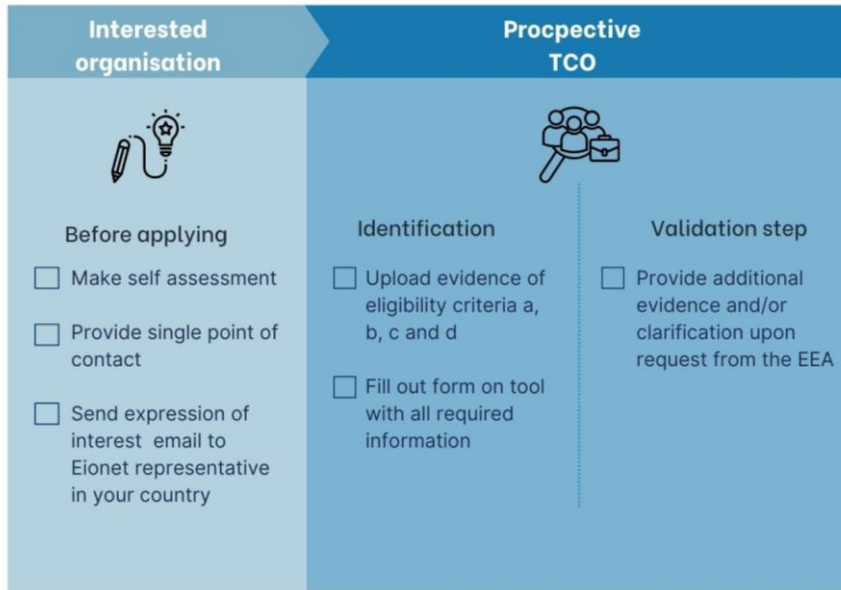 Interested
organisation
Procpective
TCO
Before applying
Make self assessment
Provide single point of
contact
Send expression of
interest email to
Eionet representative
in your country
Identification
Upload evidence of
eligibility criteria a,
b, c and d
Fill out form on tool
with all required
information
Validation step
Provide additional
evidence and/or
clarification upon
request from the EEA